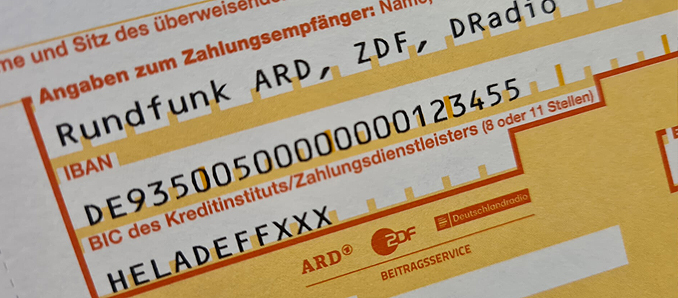 me und Sitz des überweisende
Angaben zum Zahlungsempfänger: Name,
Rundfunk ARD, ZDF, DRadio
IBAN
DE93500500000000123455
BIC des Kreditinstituts/Zahlungsdienstleisters (8 oder 11 Stellen)
HELADEFFXXX
ARD ZDF Deutschlandradio
BEITRAGSSERVICE